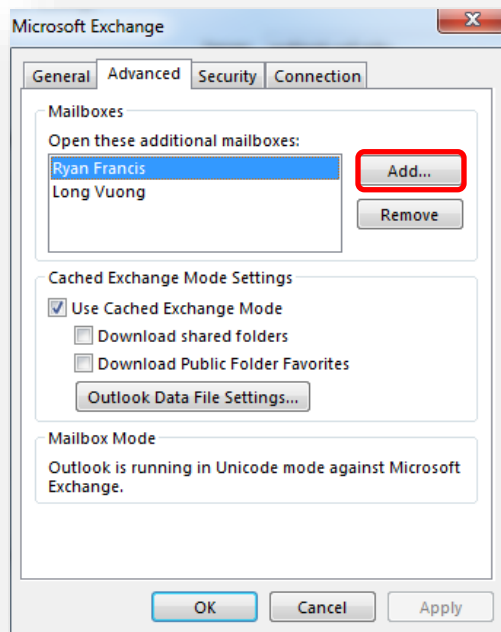 Microsoft Exchange
General Advanced Security Connection
Mailboxes
Open these additional mailboxes:
Ryan Francis
Long Vuong
Add...
Remove
Cached Exchange Mode Settings
Use Cached Exchange Mode
Download shared folders
Download Public Folder Favorites
Outlook Data File Settings...
Mailbox Mode
Outlook is running in Unicode mode against Microsoft
Exchange.
OK Cancel Apply